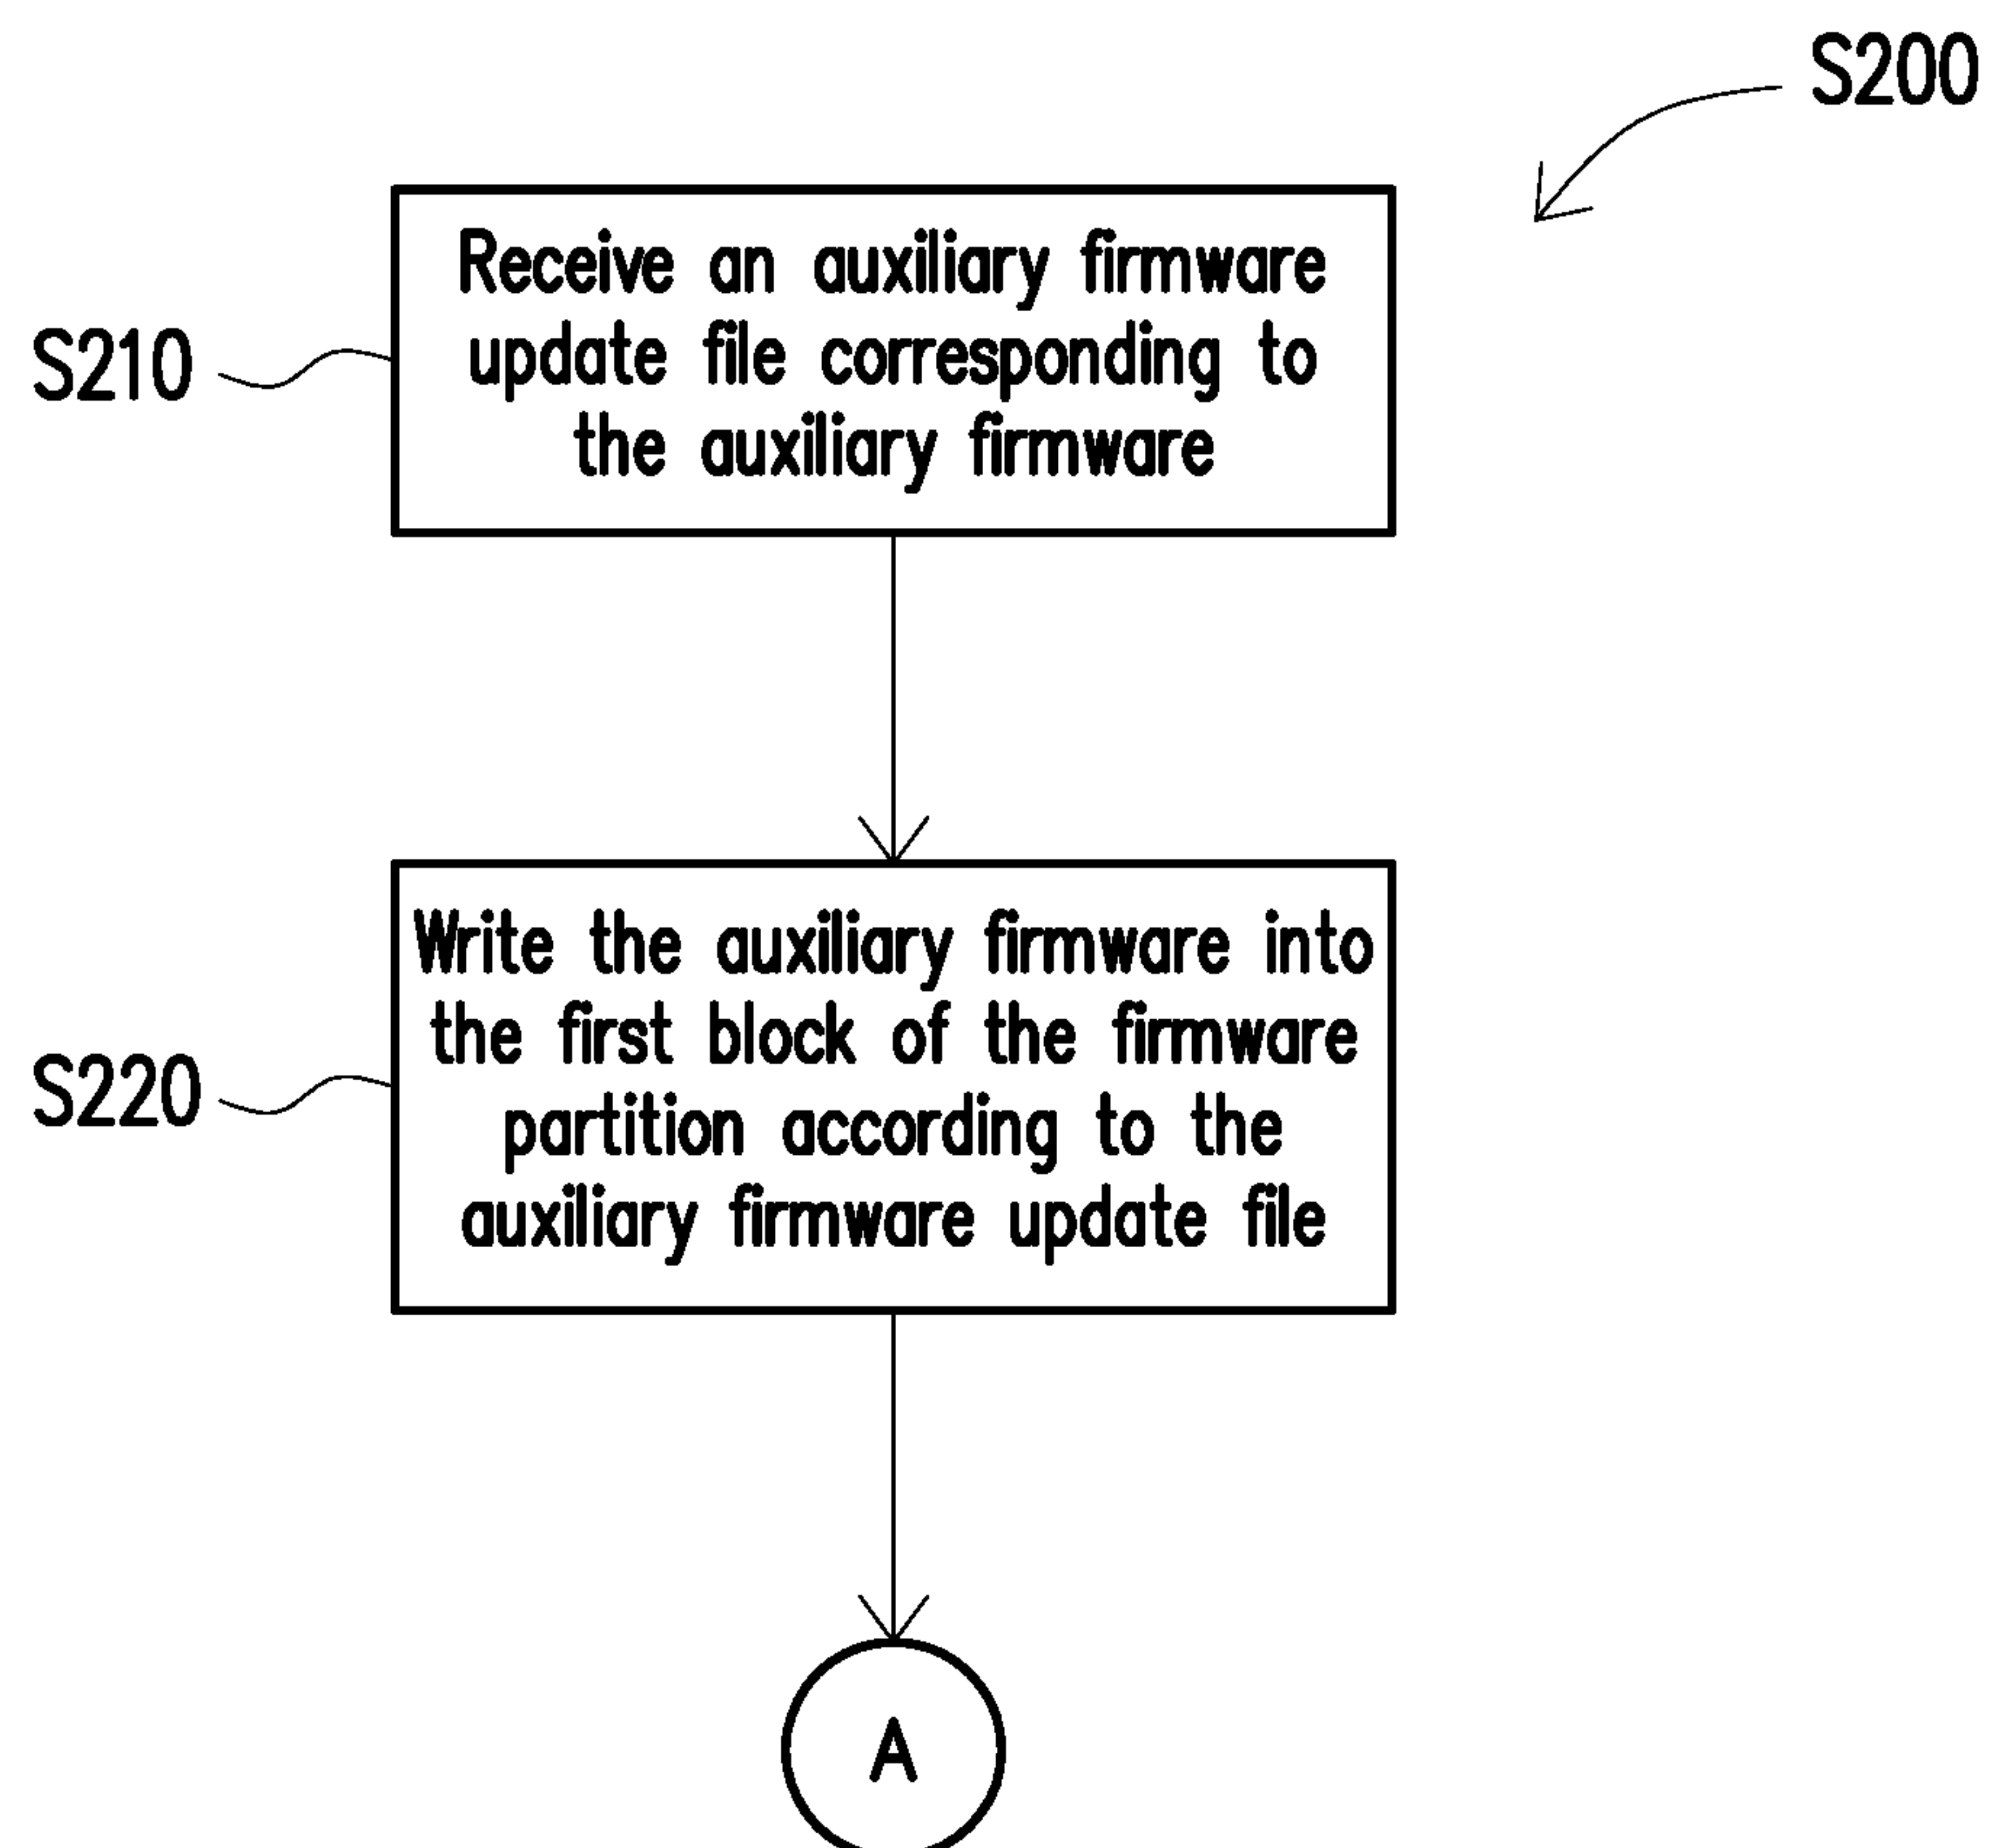 S200
Receive an auxiliary firmware
update file corresponding to
the auxiliary firmware
S210
Write the auxiliary firmware into
the first block of the firmware
partition according to the
auxiliary firmware update file
S220
A